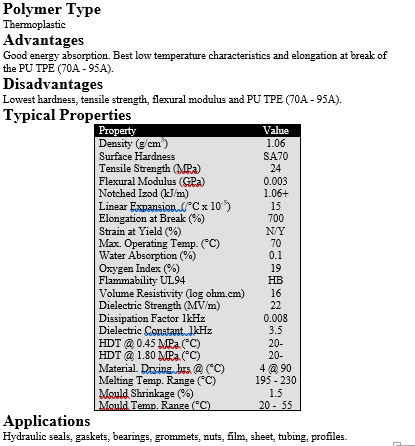 Polymer Type
Thermoplastic
Advantages
Good energy absorption. Best low temperature characteristics and elongation at break of
the PU TPE (70A - 95A).
Disadvantages
Lowest hardness, tensile strength, flexural modulus and PU TPE (70A - 95A).
Typical Properties
Property Value
Density (g/cm³) 1.06
Surface Hardness SA70
Tensile Strength (MPa) 24
Flexural Modulus (GPa) 0.003
Notched Izod (kJ/m) 1.06+
Linear Expansion (/°C x 10⁻⁵) 15
Elongation at Break (%) 700
Strain at Yield (%) N/Y
Max. Operating Temp. (°C) 70
Water Absorption (%) 0.1
Oxygen Index (%) 19
Flammability UL94 HB
Volume Resistivity (log ohm.cm) 16
Dielectric Strength (MV/m) 22
Dissipation Factor 1kHz 0.008
Dielectric Constant 1kHz 3.5
HDT @ 0.45 MPa (°C) 20-
HDT @ 1.80 MPa (°C) 20-
Material. Drying hrs @ (°C) 4 @ 90
Melting Temp. Range (°C) 195 - 230
Mould Shrinkage (%) 1.5
Mould Temp. Range (°C) 20 - 55
Applications
Hydraulic seals, gaskets, bearings, grommets, nuts, film, sheet, tubing, profiles.